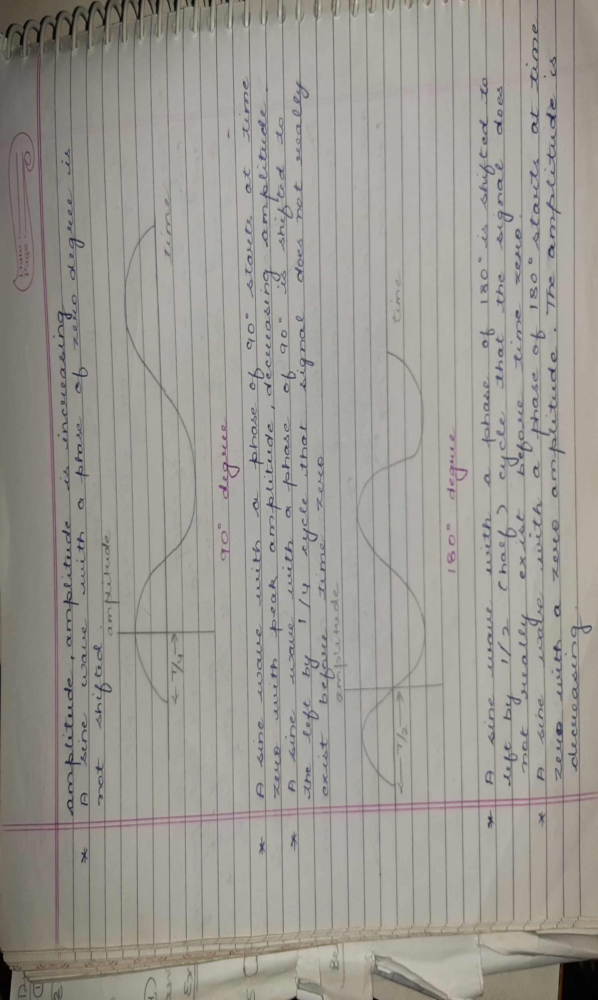 Date :
Page :
amplitude, amplitude is increasing
* A sine wave with a phase of zero degree is
not shifted.
amplitude
← T/4 →
time
90° degree
* A sine wave with a phase of 90° starts at time
zero with peak amplitude, decreasing amplitude.
* A sine wave with a phase of 90° is shifted to
the left by 1/4 cycle that signal does not really
exist before time zero
amplitude
← T/2 →
time
180° degree
* A sine wave with a phase of 180° is shifted to
left by 1/2 (half) cycle that the signal does
not really exist before time zero.
* A sine wave with a phase of 180° starts at time
zero with a zero amplitude. The amplitude is
decreasing.
Ex
Be